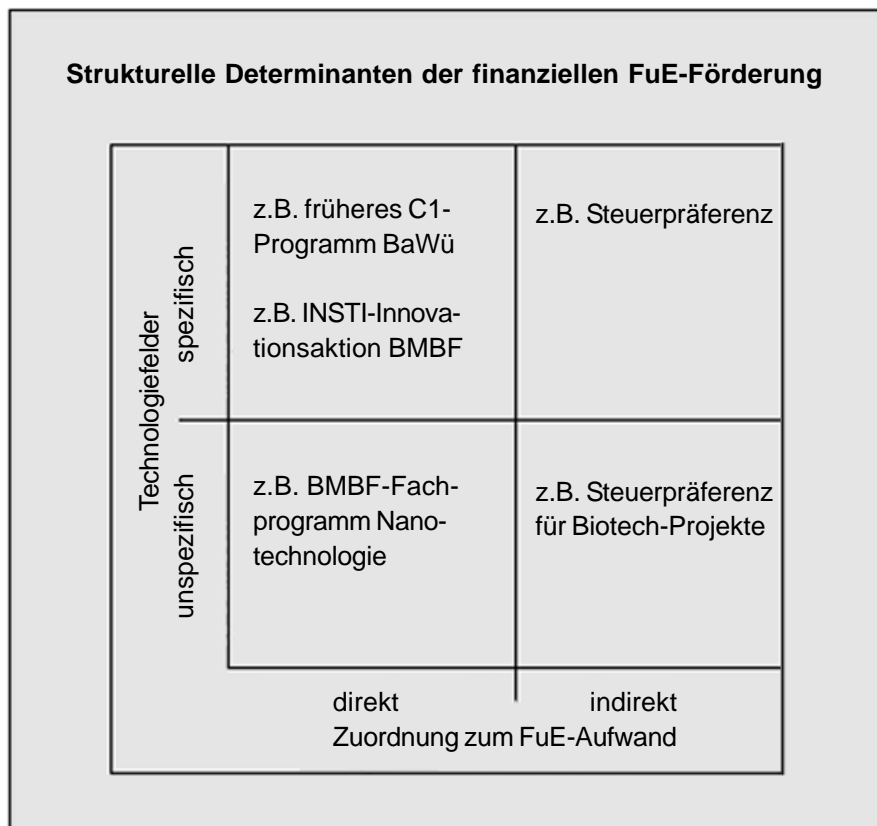 Strukturelle Determinanten der finanziellen FuE-Förderung
Technologiefelder
spezifisch
unspezifisch
z.B. früheres C1-
Programm BaWü
z.B. INSTI-Innova-
tionsaktion BMBF
z.B. Steuerpräferenz
z.B. BMBF-Fach-
programm Nano-
technologie
z.B. Steuerpräferenz
für Biotech-Projekte
direkt
indirekt
Zuordnung zum FuE-Aufwand